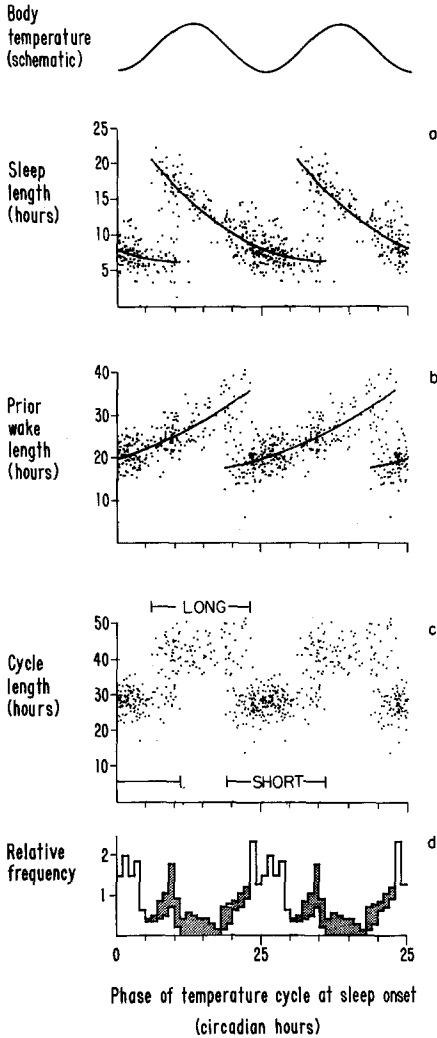 Body
temperature
(schematic)
a
25
Sleep
length
(hours)
20
15
10
5
b
40
Prior
wake
length
(hours)
30
20
10
c
LONG
50
Cycle
length
(hours)
40
30
20
10
SHORT
d
Relative
frequency
2
1
0 25 25
Phase of temperature cycle at sleep onset
(circadian hours)